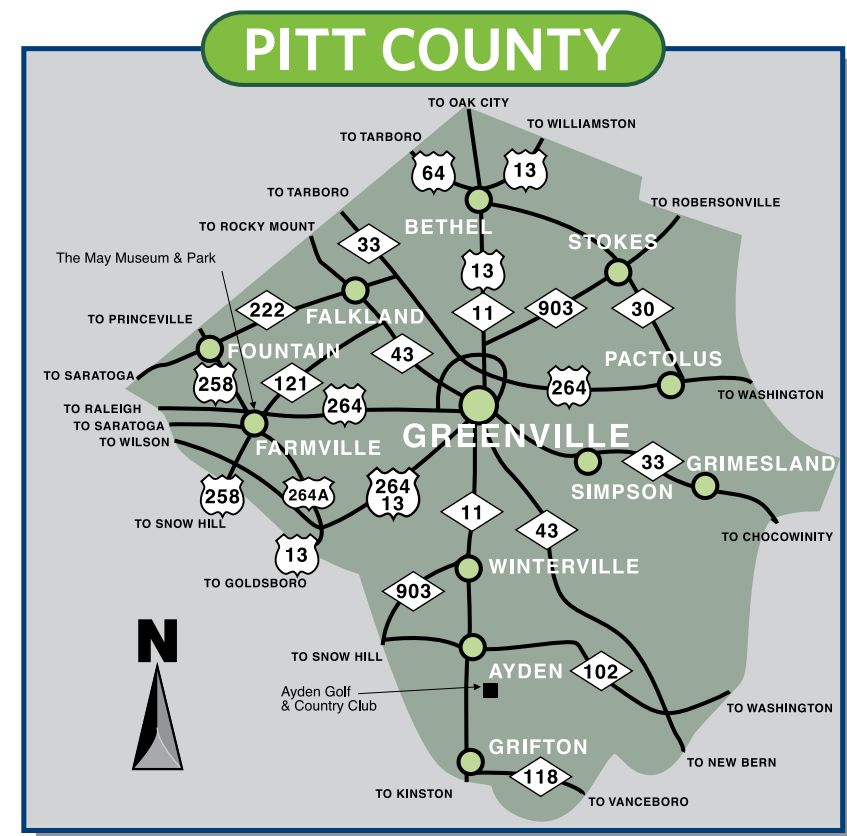 PITT COUNTY
TO OAK CITY
TO WILLIAMSTON
TO TARBORO
64
13
TO TARBORO
TO ROBERSONVILLE
TO ROCKY MOUNT
BETHEL
33
STOKES
The May Museum & Park
13
222
11
903
30
FALKLAND
TO PRINCEVILLE
FOUNTAIN
43
PACTOLUS
TO SARATOGA
258
121
264
264
TO WASHINGTON
TO RALEIGH
TO SARATOGA
TO WILSON
GREENVILLE
FARMVILLE
33
GRIMESLAND
258
264A
264
13
SIMPSON
11
TO SNOW HILL
43
TO CHOCOWINITY
13
TO GOLDSBORO
WINTERVILLE
903
N
TO SNOW HILL
AYDEN
102
Ayden Golf
& Country Club
TO WASHINGTON
GRIFTON
TO NEW BERN
118
TO KINSTON
TO VANCEBORO